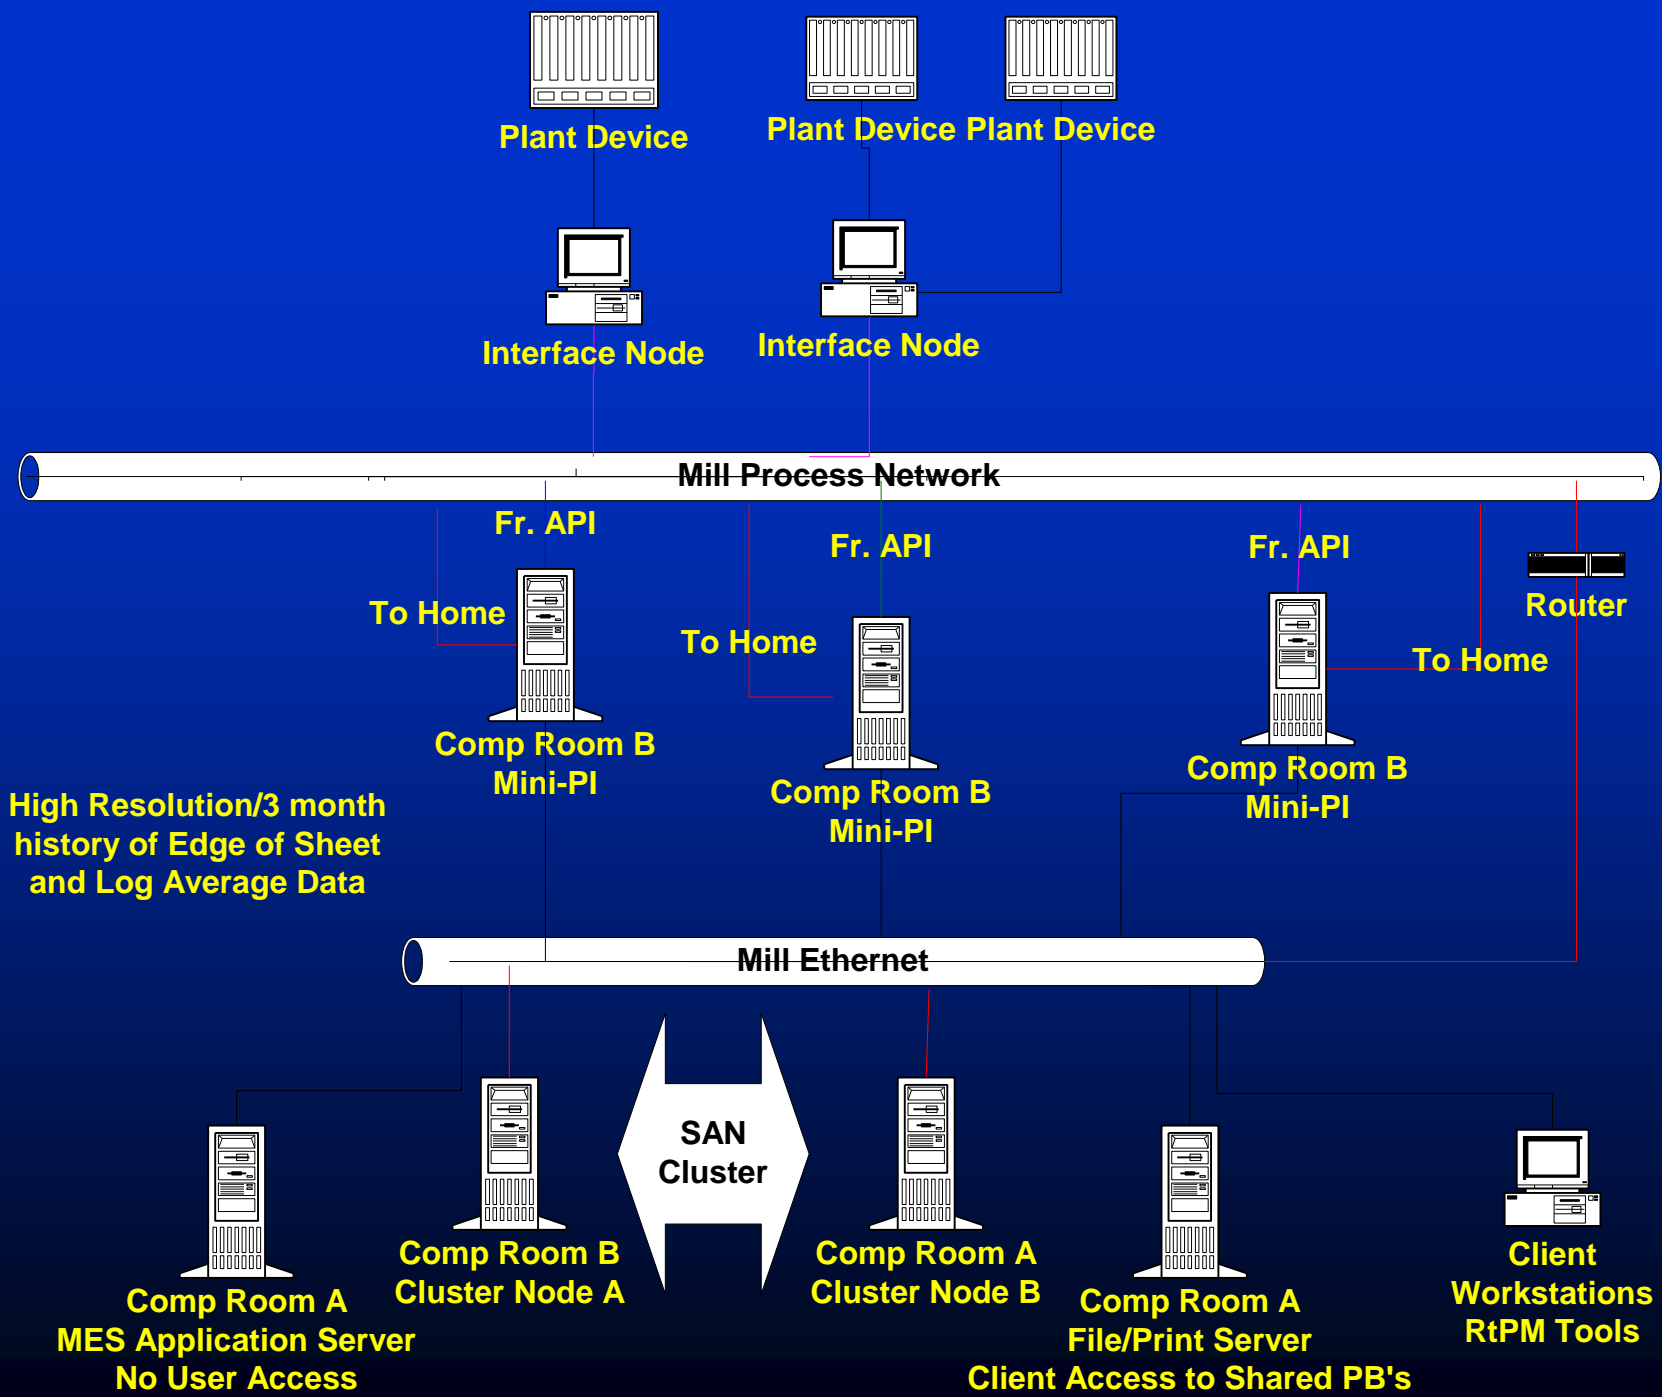 Plant Device
Plant Device
Plant Device
Interface Node
Interface Node
Mill Process Network
Fr. API
Fr. API
Fr. API
To Home
To Home
To Home
Router
Comp Room B
Mini-PI
Comp Room B
Mini-PI
Comp Room B
Mini-PI
High Resolution/3 month
history of Edge of Sheet
and Log Average Data
Mill Ethernet
SAN
Cluster
Comp Room A
MES Application Server
No User Access
Comp Room B
Cluster Node A
Comp Room A
Cluster Node B
Comp Room A
File/Print Server
Client Access to Shared PB's
Client
Workstations
RtPM Tools